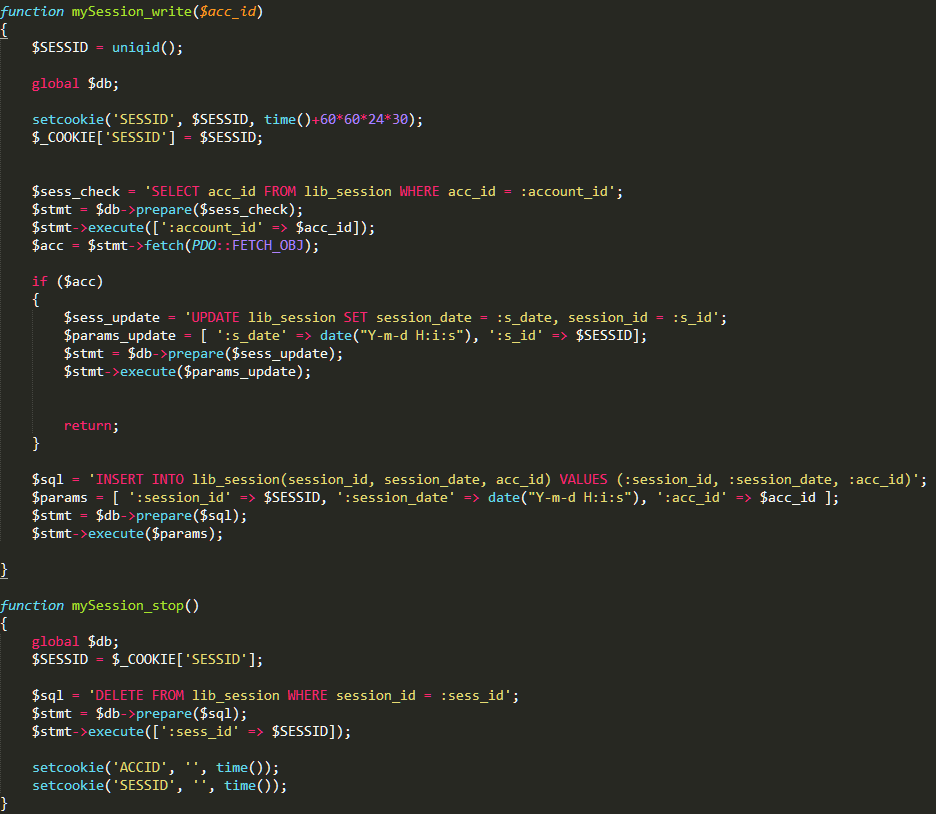 function mySession_write($acc_id)
{
    $SESSID = uniqid();

    global $db;

    setcookie('SESSID', $SESSID, time()+60*60*24*30);
    $_COOKIE['SESSID'] = $SESSID;


    $sess_check = 'SELECT acc_id FROM lib_session WHERE acc_id = :account_id';
    $stmt = $db->prepare($sess_check);
    $stmt->execute([':account_id' => $acc_id]);
    $acc = $stmt->fetch(PDO::FETCH_OBJ);

    if ($acc)
    {
        $sess_update = 'UPDATE lib_session SET session_date = :s_date, session_id = :s_id';
        $params_update = [ ':s_date' => date("Y-m-d H:i:s"), ':s_id' => $SESSID];
        $stmt = $db->prepare($sess_update);
        $stmt->execute($params_update);


        return;
    }

    $sql = 'INSERT INTO lib_session(session_id, session_date, acc_id) VALUES (:session_id, :session_date, :acc_id)';
    $params = [ ':session_id' => $SESSID, ':session_date' => date("Y-m-d H:i:s"), ':acc_id' => $acc_id ];
    $stmt = $db->prepare($sql);
    $stmt->execute($params);

}

function mySession_stop()
{
    global $db;
    $SESSID = $_COOKIE['SESSID'];

    $sql = 'DELETE FROM lib_session WHERE session_id = :sess_id';
    $stmt = $db->prepare($sql);
    $stmt->execute([':sess_id' => $SESSID]);

    setcookie('ACCID', '', time());
    setcookie('SESSID', '', time());
}